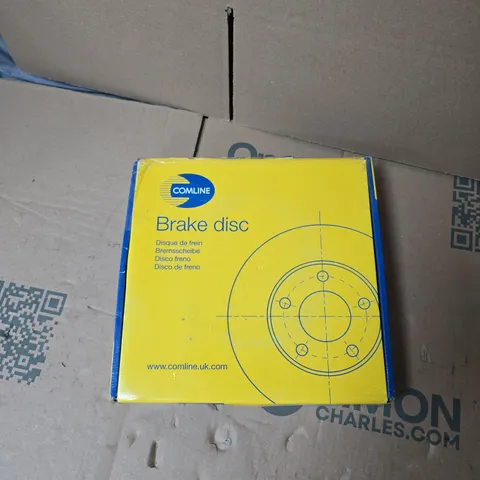 COMLINE
Brake disc
Disque de frein
Bremsscheibe
Disco freno
Disco de freno
www.comline.uk.com
CHARLES.COM